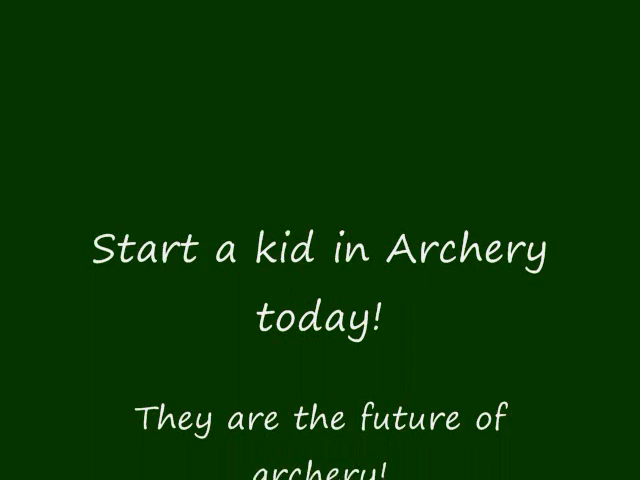 Start a kid in Archery
today!
They are the future of
archery!